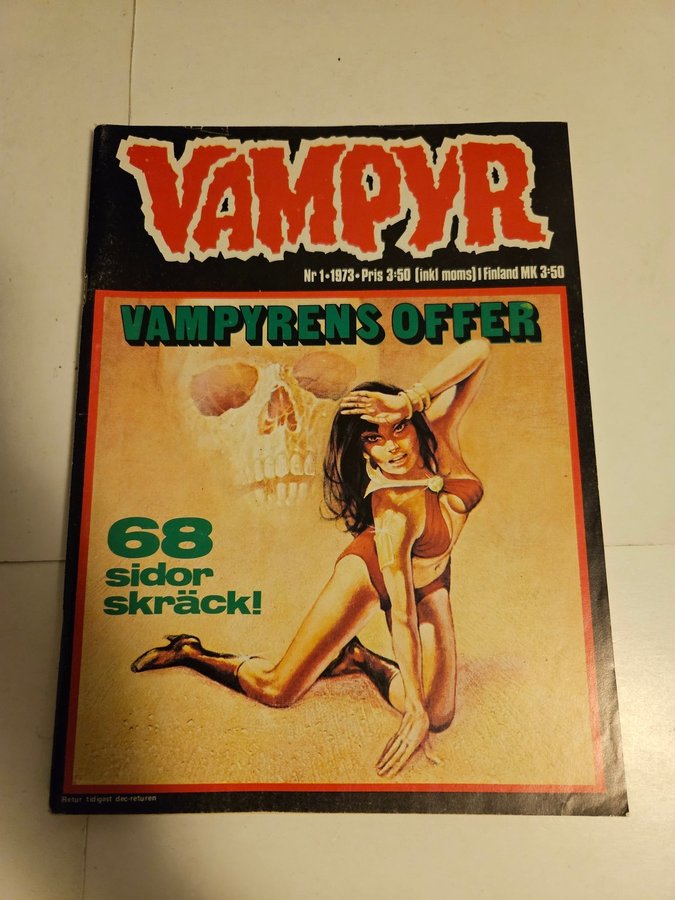 VAMPYR
Nr 1•1973•Pris 3:50 (inkl moms) I Finland MK 3:50
VAMPYRENS OFFER
68
sidor
skräck!
Retur tidigast dec-returen